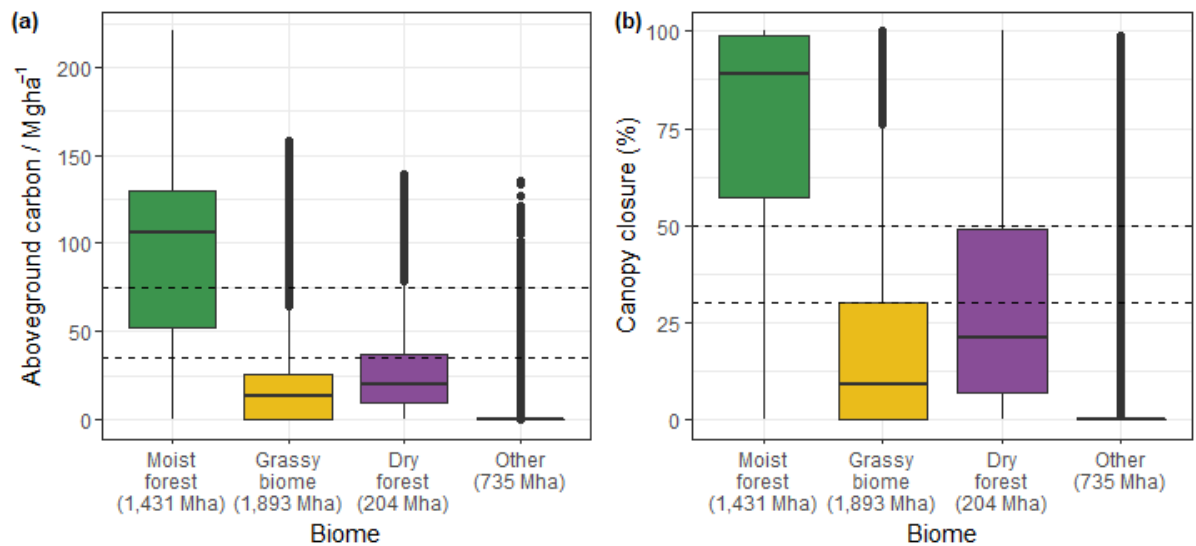 (a)
Aboveground carbon / Mgha⁻¹
200
150
100
50
0
Moist
forest
(1,431 Mha)
Grassy
biome
(1,893 Mha)
Dry
forest
(204 Mha)
Other
(735 Mha)
Biome
(b)
Canopy closure (%)
100
75
50
25
0
Moist
forest
(1,431 Mha)
Grassy
biome
(1,893 Mha)
Dry
forest
(204 Mha)
Other
(735 Mha)
Biome